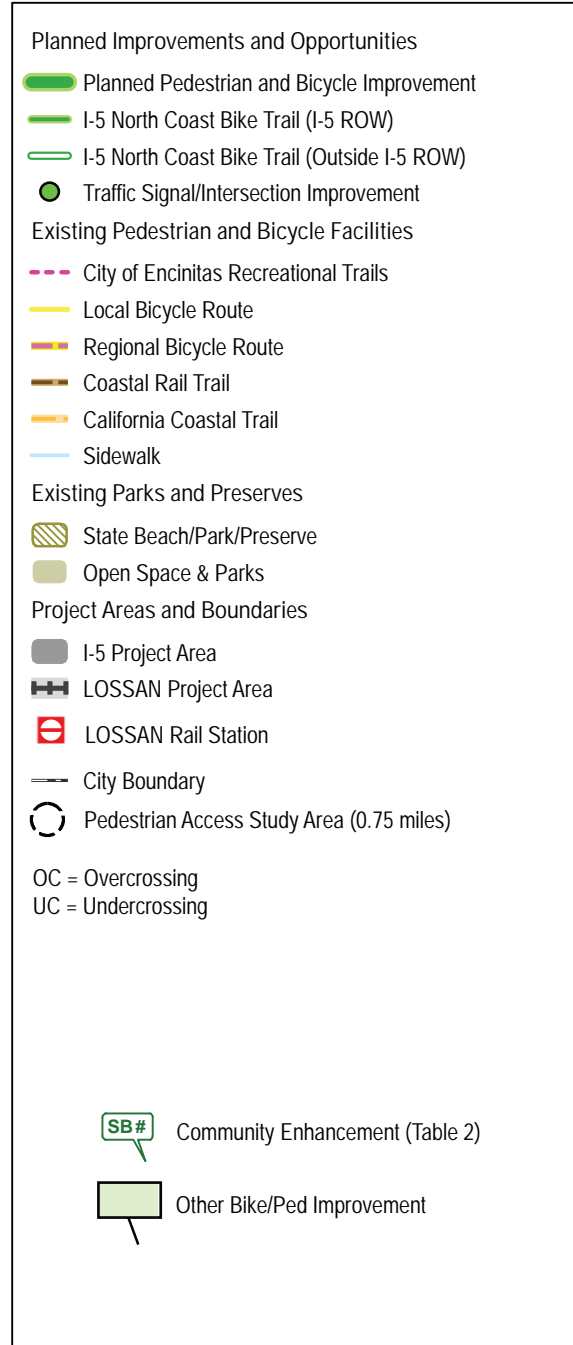 Planned Improvements and Opportunities
Planned Pedestrian and Bicycle Improvement
I-5 North Coast Bike Trail (I-5 ROW)
I-5 North Coast Bike Trail (Outside I-5 ROW)
Traffic Signal/Intersection Improvement
Existing Pedestrian and Bicycle Facilities
City of Encinitas Recreational Trails
Local Bicycle Route
Regional Bicycle Route
Coastal Rail Trail
California Coastal Trail
Sidewalk
Existing Parks and Preserves
State Beach/Park/Preserve
Open Space & Parks
Project Areas and Boundaries
I-5 Project Area
LOSSAN Project Area
LOSSAN Rail Station
City Boundary
Pedestrian Access Study Area (0.75 miles)
OC = Overcrossing
UC = Undercrossing
SB# Community Enhancement (Table 2)
Other Bike/Ped Improvement